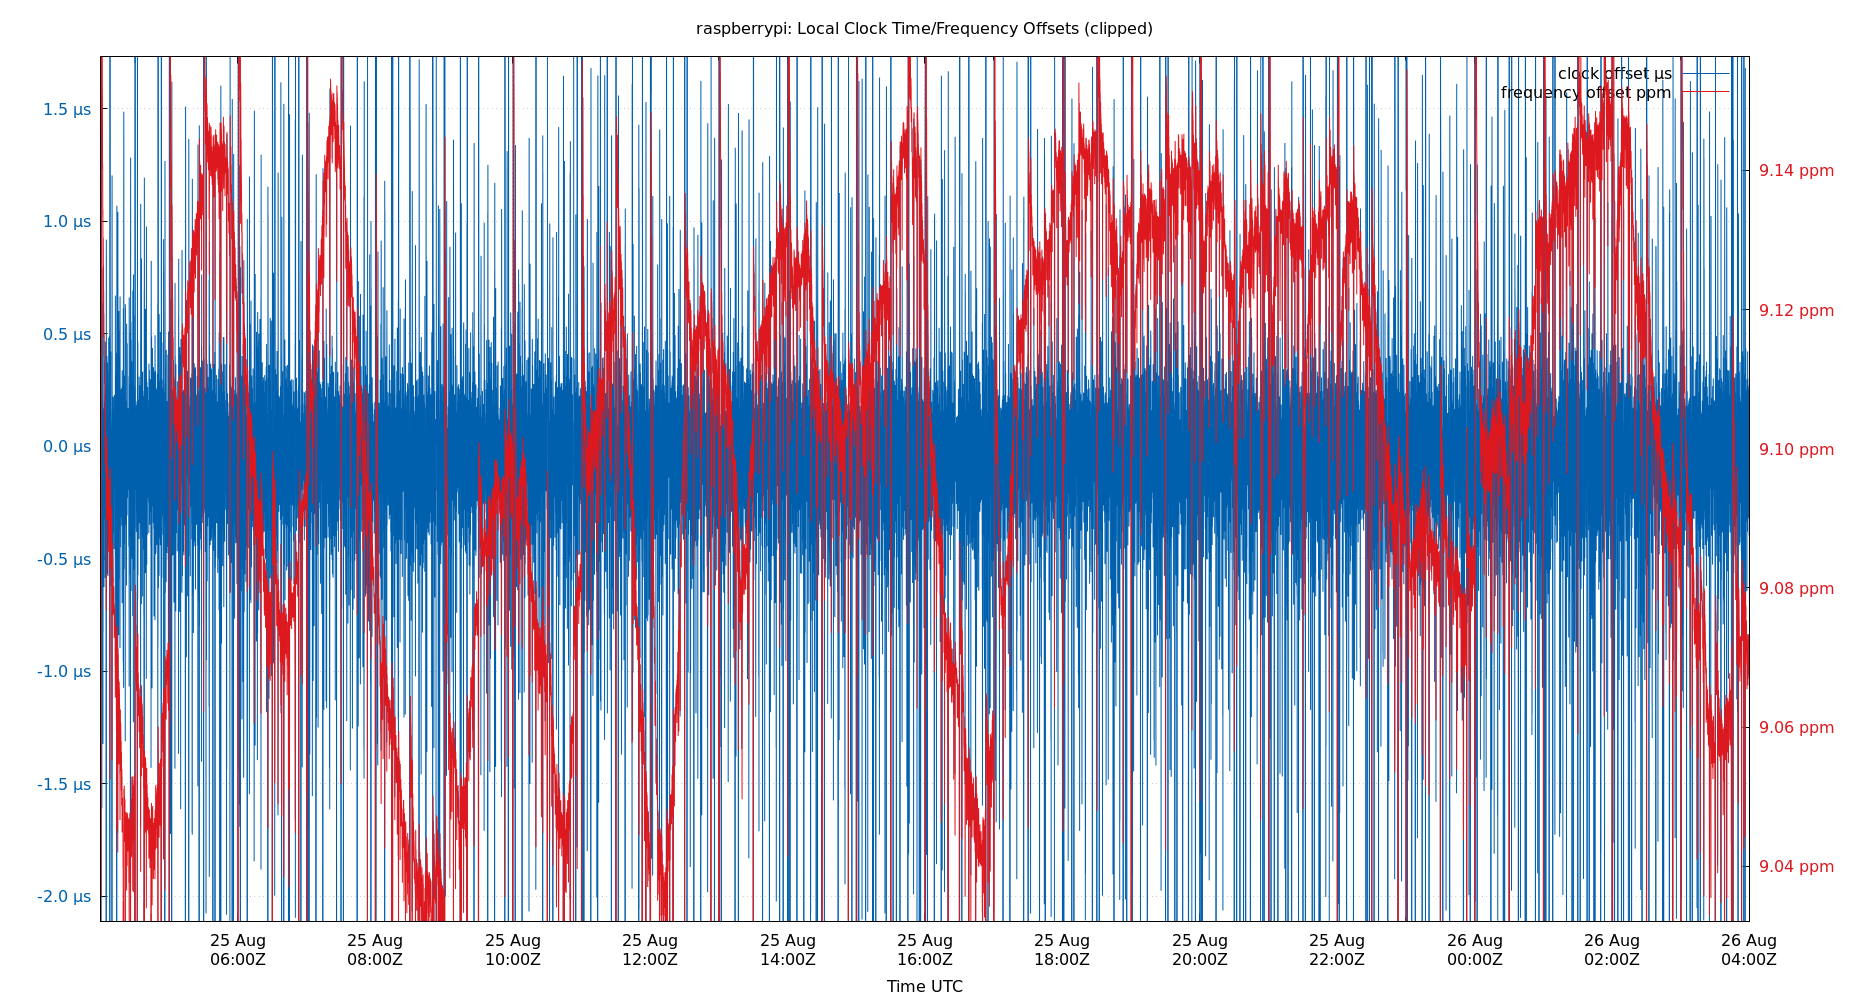 raspberrypi: Local Clock Time/Frequency Offsets (clipped)
clock offset µs
frequency offset ppm
1.5 µs
1.0 µs
0.5 µs
0.0 µs
-0.5 µs
-1.0 µs
-1.5 µs
-2.0 µs
9.14 ppm
9.12 ppm
9.10 ppm
9.08 ppm
9.06 ppm
9.04 ppm
25 Aug 25 Aug 25 Aug 25 Aug 25 Aug 25 Aug 25 Aug 25 Aug 25 Aug 26 Aug 26 Aug 26 Aug
06:00Z 08:00Z 10:00Z 12:00Z 14:00Z 16:00Z 18:00Z 20:00Z 22:00Z 00:00Z 02:00Z 04:00Z
Time UTC